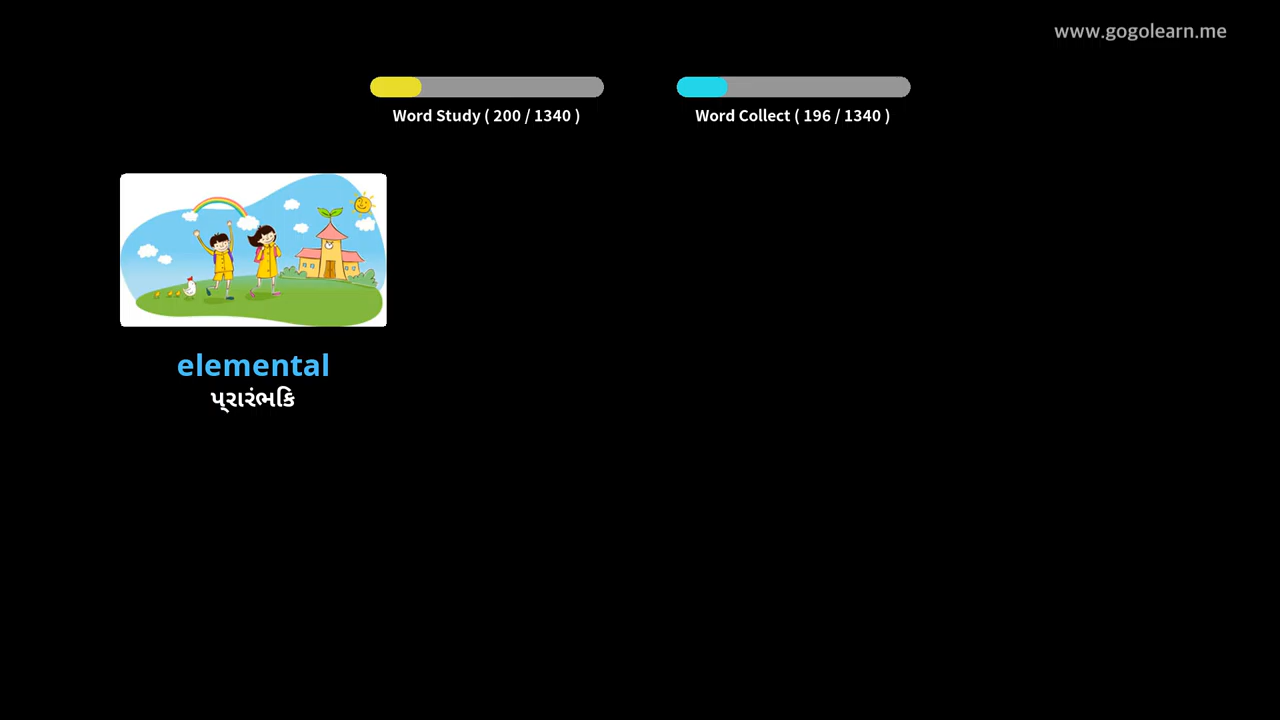 www.gogolearn.me
Word Study ( 200 / 1340 )
Word Collect ( 196 / 1340 )
elemental
પ્રારંભિક